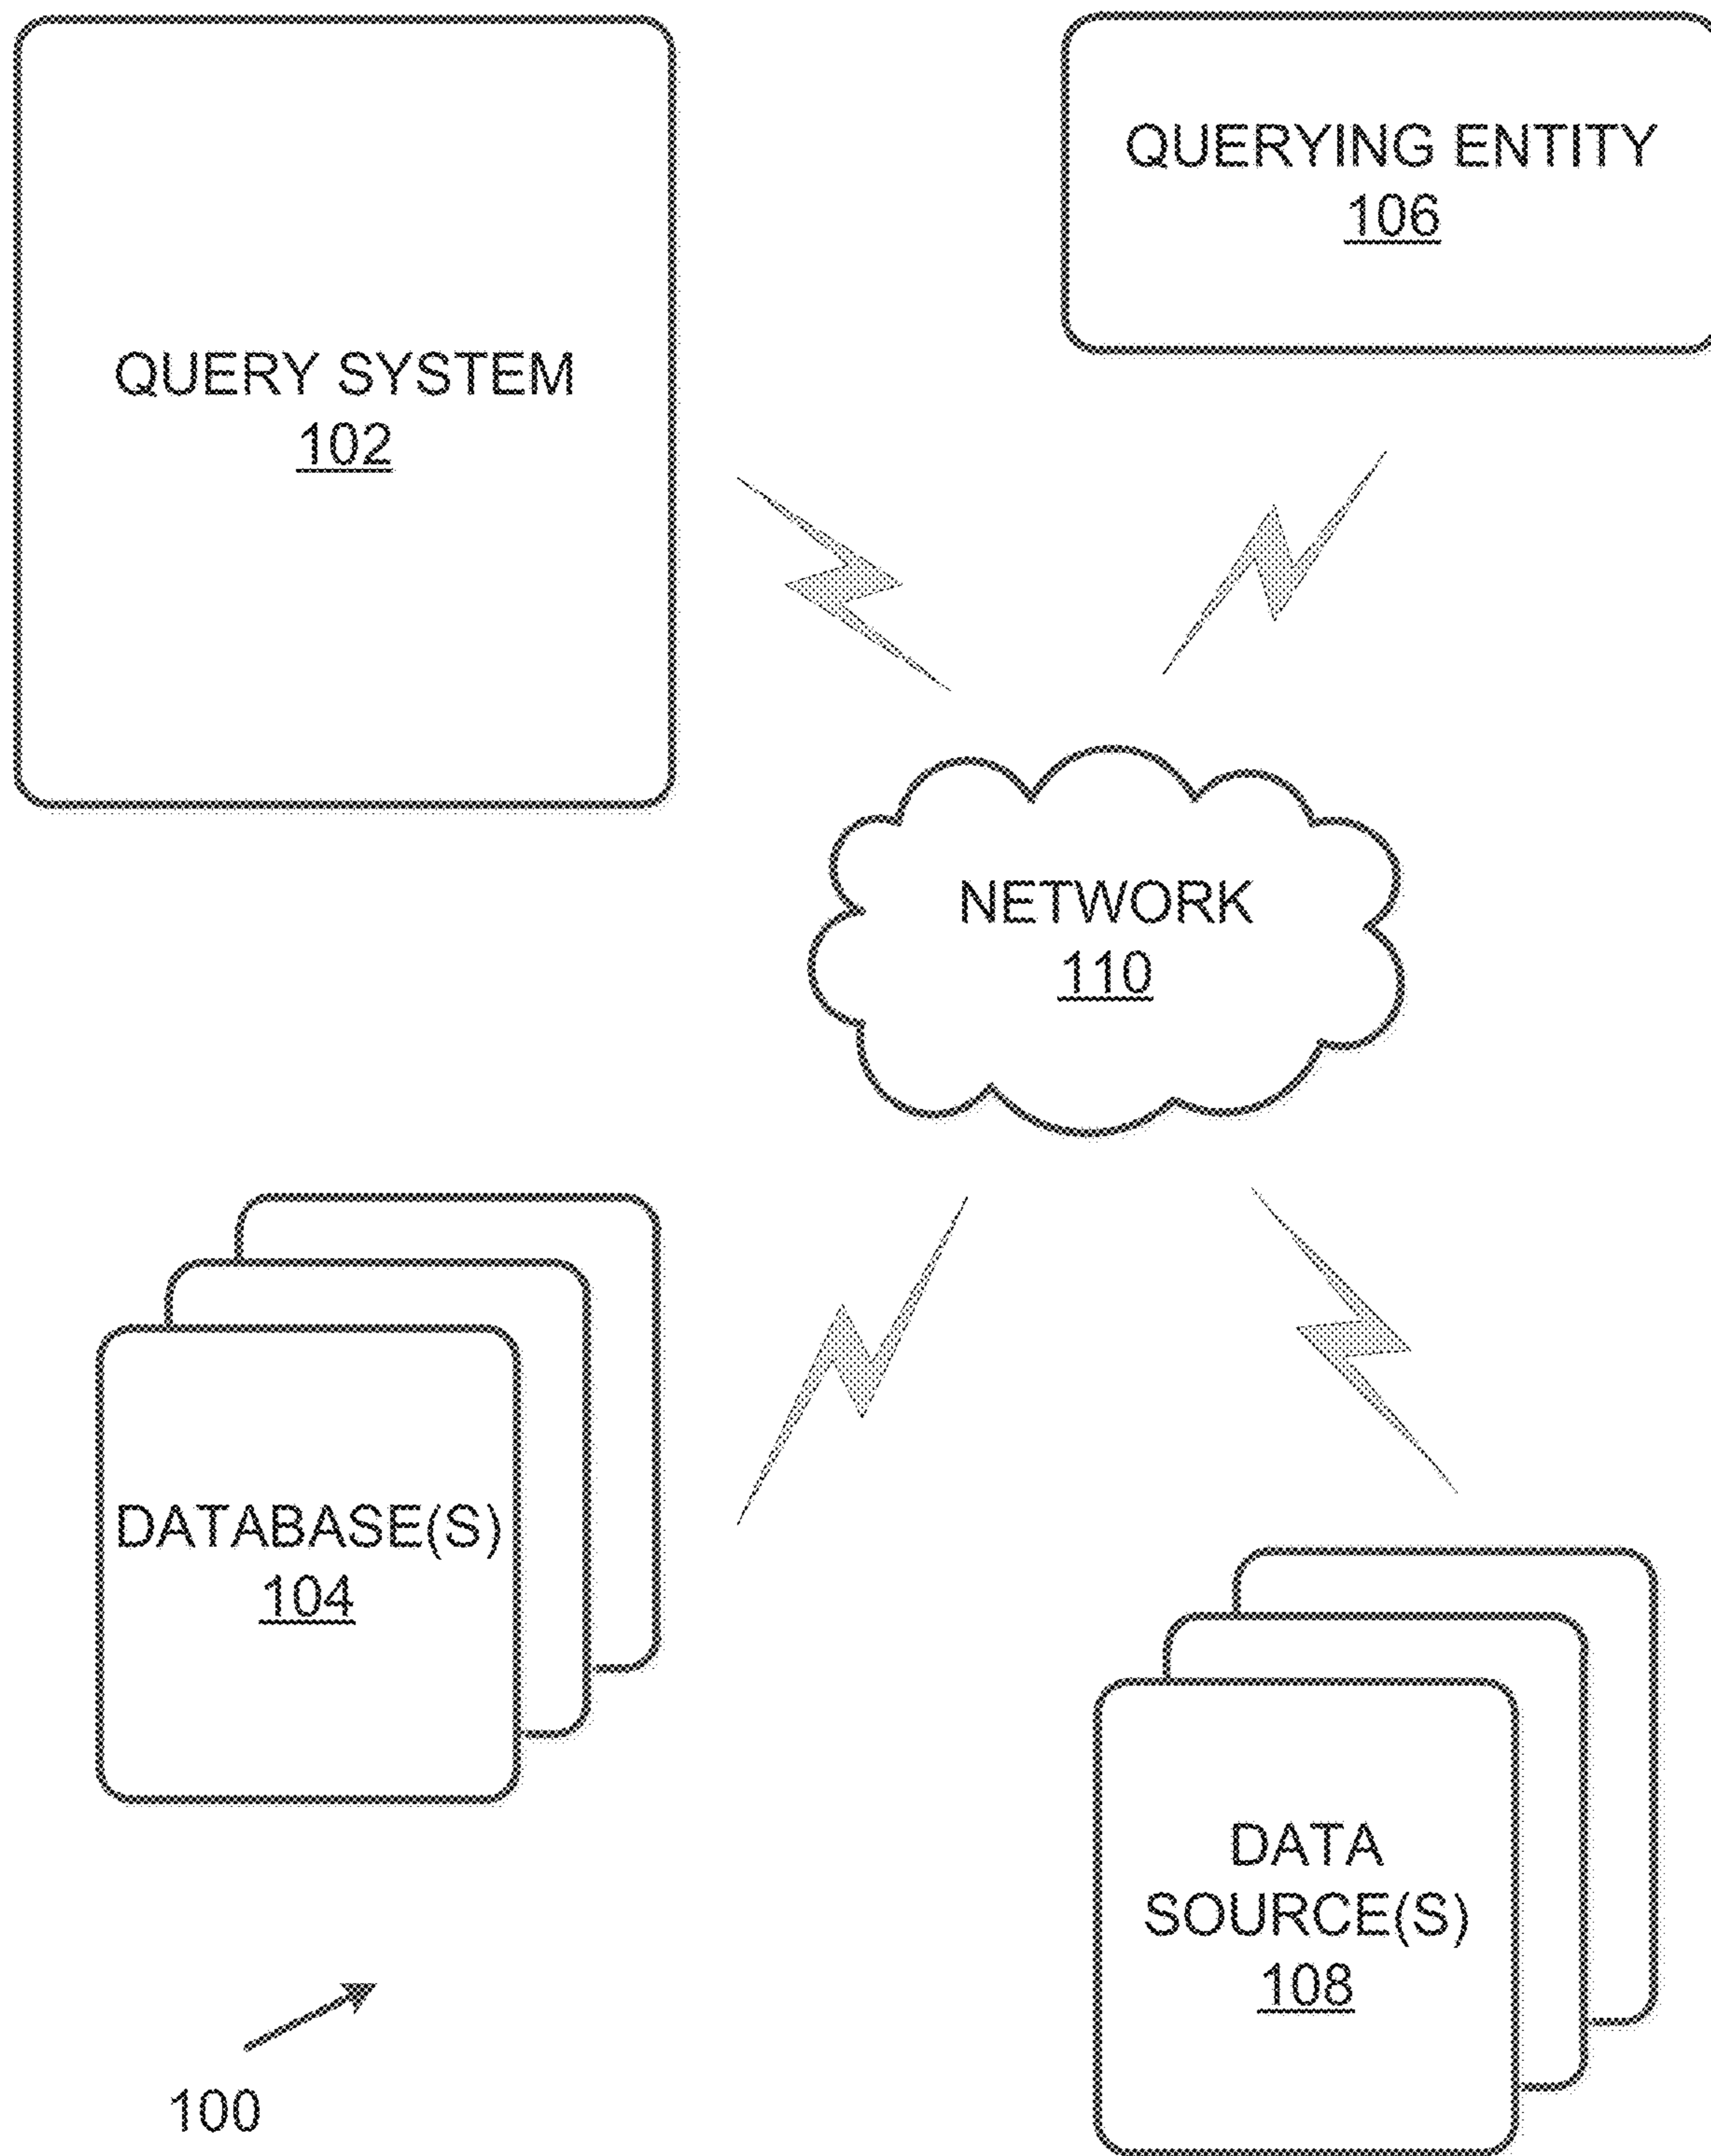 QUERY SYSTEM
102
QUERYING ENTITY
106
NETWORK
110
DATABASE(S)
104
DATA
SOURCE(S)
108
100